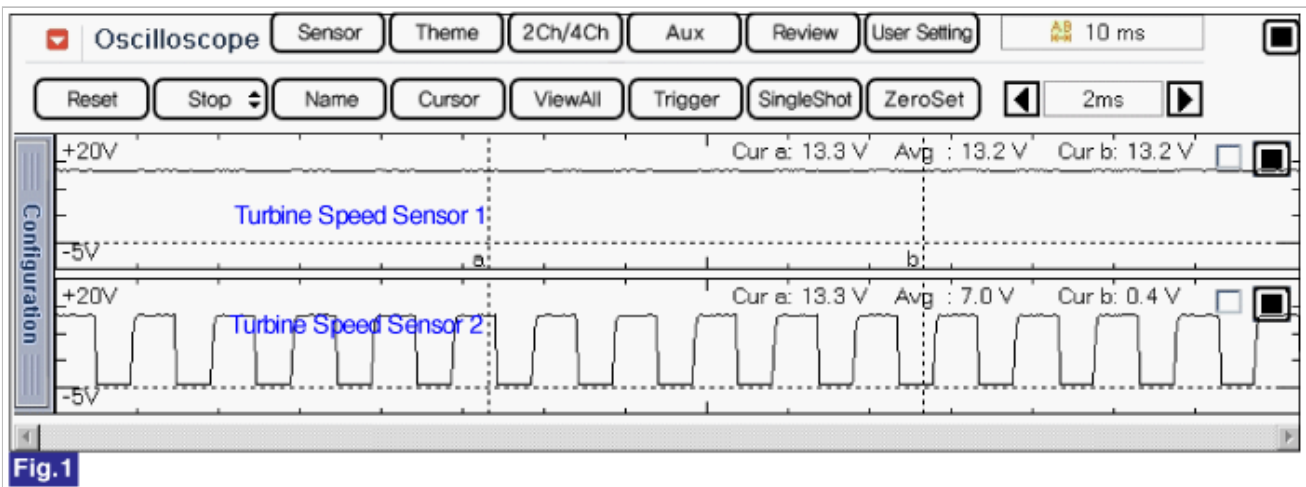 Oscilloscope Sensor Theme 2Ch/4Ch Aux Review User Setting AB 10 ms
Reset Stop Name Cursor ViewAll Trigger SingleShot ZeroSet 2ms
Configuration
+20V Cur a: 13.3 V Avg : 13.2 V Cur b: 13.2 V
Turbine Speed Sensor 1
-5V a b
+20V Cur a: 13.3 V Avg : 7.0 V Cur b: 0.4 V
Turbine Speed Sensor 2
-5V
Fig.1